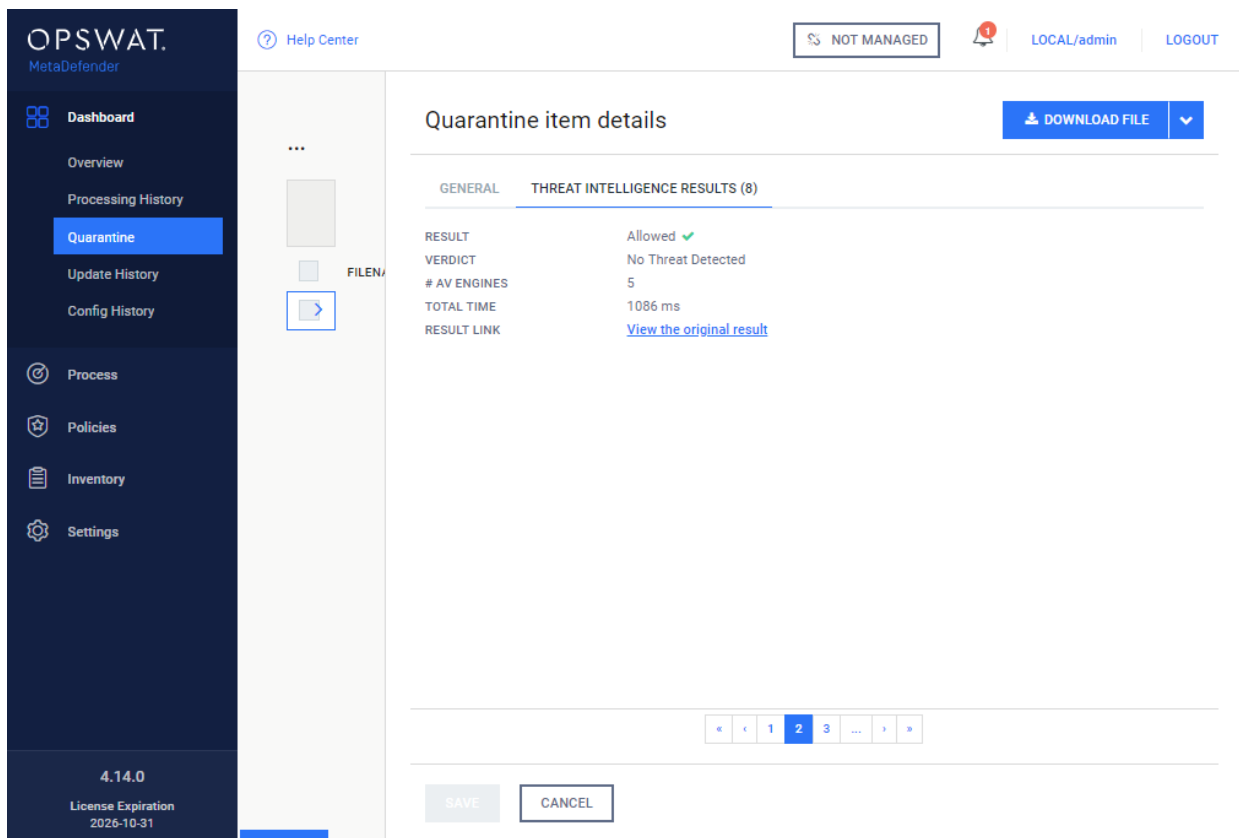 OPSWAT.
MetaDefender
Help Center
NOT MANAGED
1
LOCAL/admin
LOGOUT
Dashboard
Overview
Processing History
Quarantine
Update History
Config History
Process
Policies
Inventory
Settings
4.14.0
License Expiration
2026-10-31
...
Quarantine item details
DOWNLOAD FILE
GENERAL THREAT INTELLIGENCE RESULTS (8)
RESULT Allowed
VERDICT No Threat Detected
# AV ENGINES 5
TOTAL TIME 1086 ms
RESULT LINK View the original result
« ‹ 1 2 3 ... › »
SAVE CANCEL